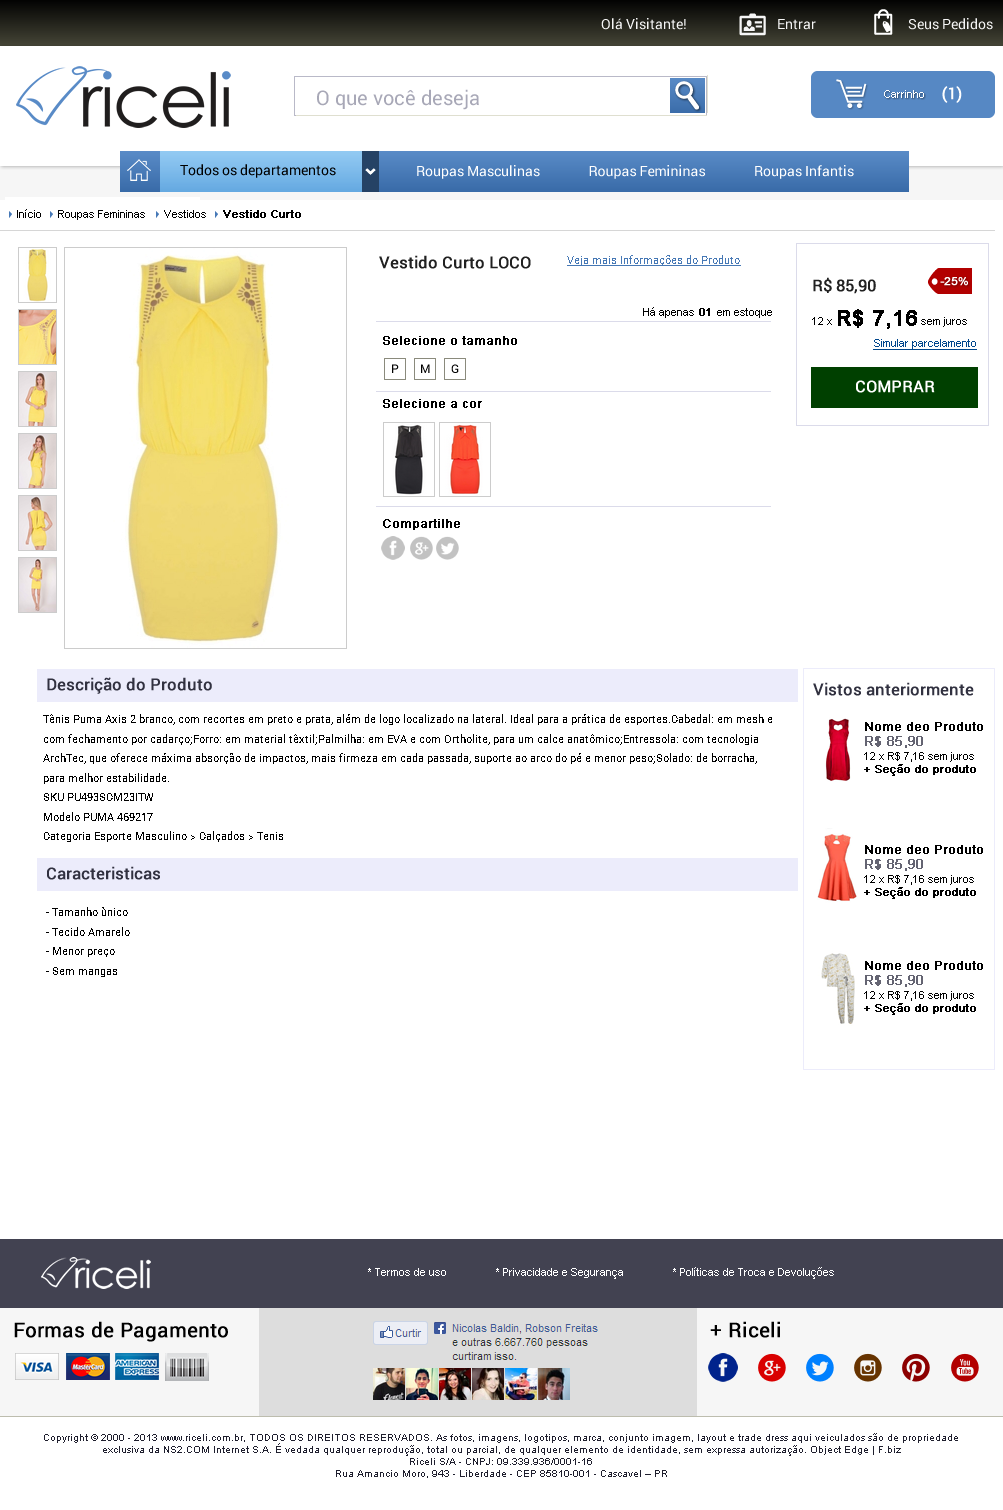 Olá Visitante!
Entrar
Seus Pedidos
riceli
O que você deseja
Carrinho (1)
Todos os departamentos
Roupas Masculinas
Roupas Femininas
Roupas Infantis
Início
Roupas Femininas
Vestidos
Vestido Curto
Vestido Curto LOCO
Veja mais Informações do Produto
Há apenas 01 em estoque
Selecione o tamanho
P M G
Selecione a cor
Compartilhe
f g+
R$ 85,90
-25%
12 x R$ 7,16 sem juros
Simular parcelamento
COMPRAR
Descrição do Produto
Tênis Puma Axis 2 branco, com recortes em preto e prata, além de logo localizado na lateral. Ideal para a prática de esportes.Cabedal: em mesh e
com fechamento por cadarço;Forro: em material têxtil;Palmilha: em EVA e com Ortholite, para um calce anatômico;Entressola: com tecnologia
ArchTec, que oferece máxima absorção de impactos, mais firmeza em cada passada, suporte ao arco do pé e menor peso;Solado: de borracha,
para melhor estabilidade.
SKU PU493SCM23ITW
Modelo PUMA 469217
Categoria Esporte Masculino > Calçados > Tenis
Caracteristicas
- Tamanho ùnico
- Tecido Amarelo
- Menor preço
- Sem mangas
Vistos anteriormente
Nome deo Produto
R$ 85,90
12 x R$ 7,16 sem juros
+ Seção do produto
Nome deo Produto
R$ 85,90
12 x R$ 7,16 sem juros
+ Seção do produto
Nome deo Produto
R$ 85,90
12 x R$ 7,16 sem juros
+ Seção do produto
riceli
* Termos de uso
* Privacidade e Segurança
* Políticas de Troca e Devoluções
Formas de Pagamento
VISA
MasterCard
AMERICAN EXPRESS
Curtir
f Nicolas Baldin, Robson Freitas
e outras 6.667.760 pessoas
curtiram isso.
+ Riceli
f g+ You Tube
Copyright © 2000 - 2013 www.riceli.com.br, TODOS OS DIREITOS RESERVADOS. As fotos, imagens, logotipos, marca, conjunto imagem, layout e trade dress aqui veiculados são de propriedade
exclusiva da NS2.COM Internet S.A. É vedada qualquer reprodução, total ou parcial, de qualquer elemento de identidade, sem expressa autorização. Object Edge | F.biz
Riceli S/A - CNPJ: 09.339.936/0001-16
Rua Amancio Moro, 943 - Liberdade - CEP 85810-001 - Cascavel – PR